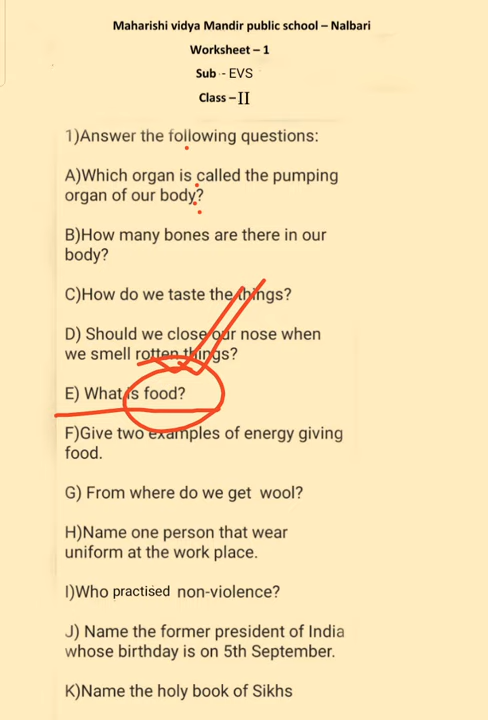 Maharishi vidya Mandir public school – Nalbari
Worksheet – 1
Sub - EVS
Class – II
1)Answer the following questions:
A)Which organ is called the pumping
organ of our body?
B)How many bones are there in our
body?
C)How do we taste the things?
D) Should we close our nose when
we smell rotten things?
E) What is food?
F)Give two examples of energy giving
food.
G) From where do we get wool?
H)Name one person that wear
uniform at the work place.
I)Who practised non-violence?
J) Name the former president of India
whose birthday is on 5th September.
K)Name the holy book of Sikhs